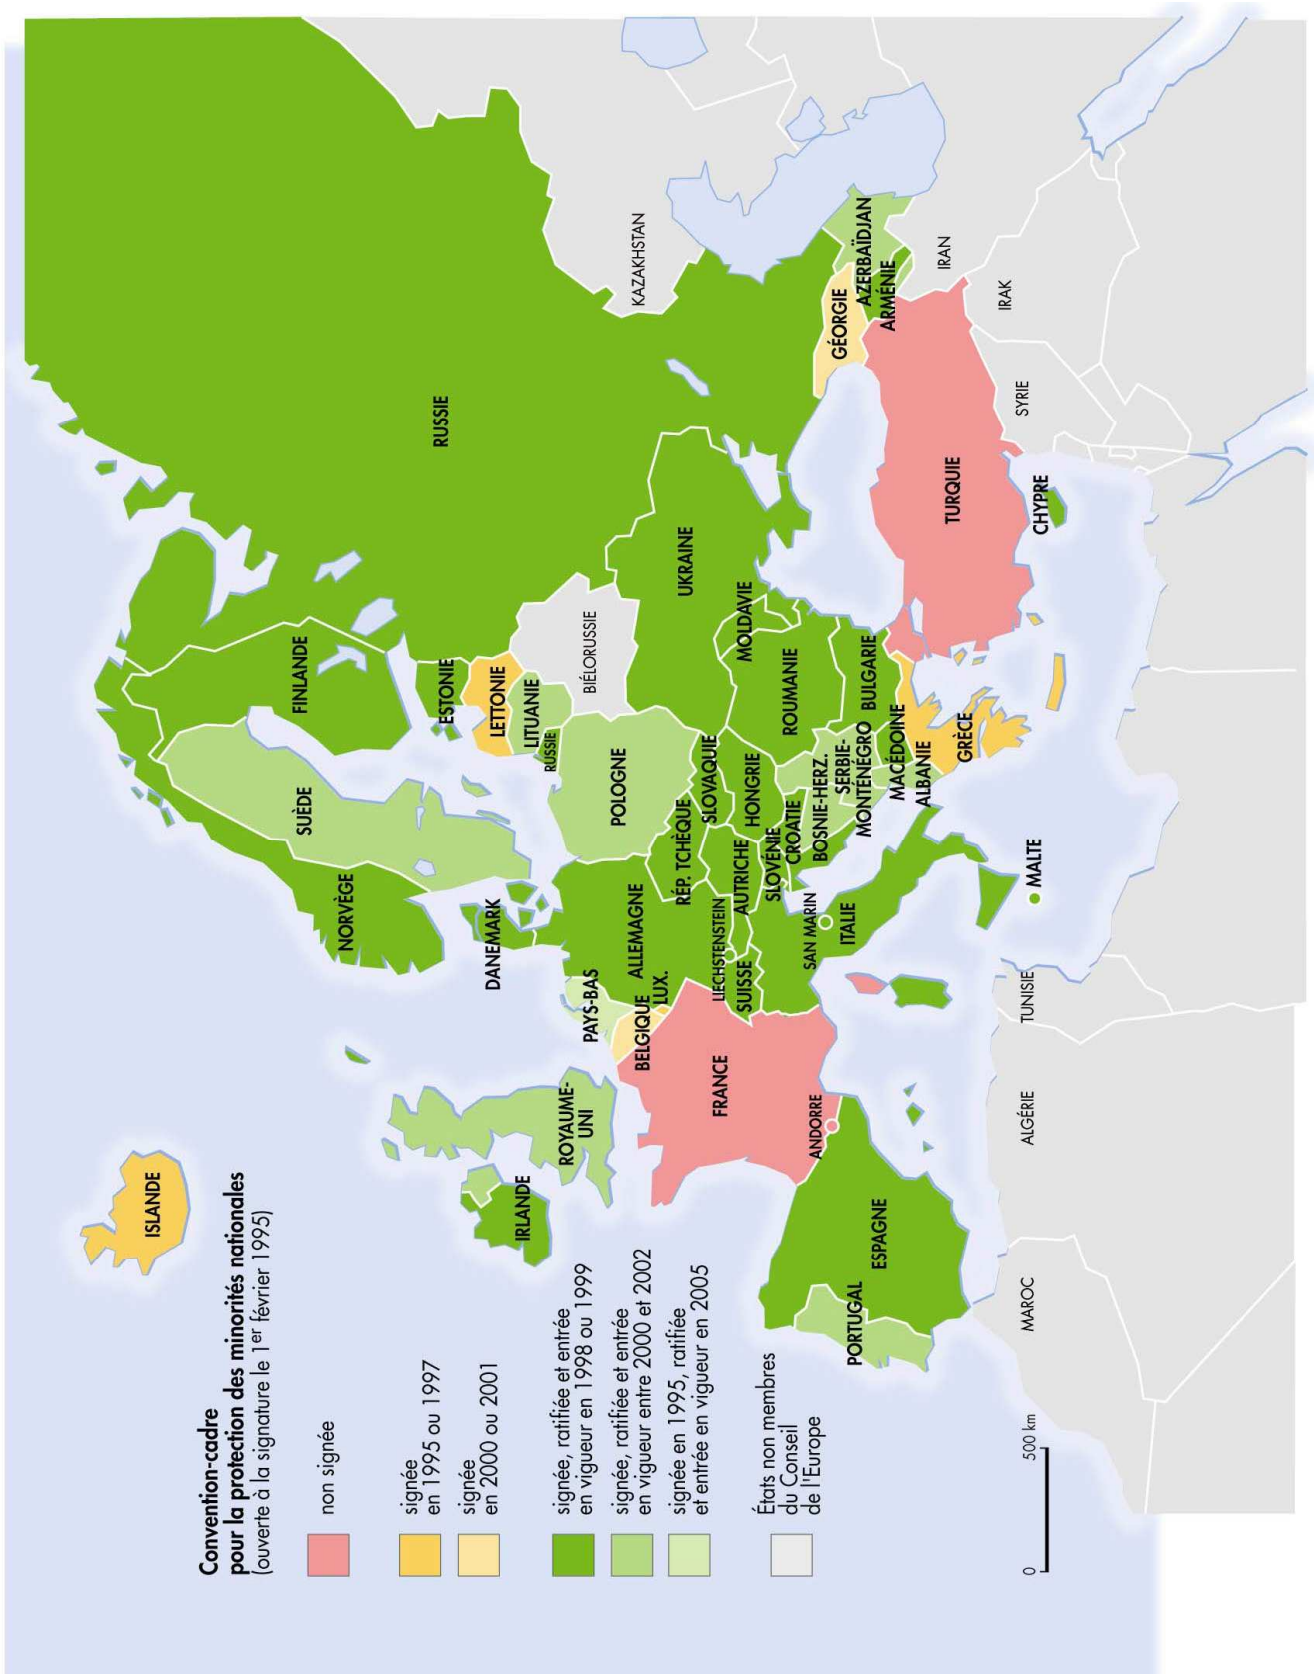 Convention-cadre
pour la protection des minorités nationales
(ouverte à la signature le 1er février 1995)
non signée
signée
en 1995 ou 1997
signée
en 2000 ou 2001
signée, ratifiée et entrée
en vigueur en 1998 ou 1999
signée, ratifiée et entrée
en vigueur entre 2000 et 2002
signée en 1995, ratifiée
et entrée en vigueur en 2005
États non membres
du Conseil
de l'Europe
0 500 km
ISLANDE
NORVÈGE
SUÈDE
FINLANDE
RUSSIE
ESTONIE
LETTONIE
LITUANIE
RUSSIE
BIÉLORUSSIE
DANEMARK
IRLANDE
ROYAUME-
UNI
PAYS-BAS
BELGIQUE
LUX.
ALLEMAGNE
POLOGNE
UKRAINE
KAZAKHSTAN
RÉP. TCHÈQUE
SLOVAQUIE
FRANCE
LIECHSTENSTEIN
SUISSE
AUTRICHE
HONGRIE
MOLDAVIE
ROUMANIE
SLOVÉNIE
CROATIE
BOSNIE-HERZ.
SERBIE-
MONTÉNÉGRO
BULGARIE
ANDORRE
SAN MARIN
ITALIE
MACÉDOINE
ALBANIE
GRÈCE
PORTUGAL
ESPAGNE
GÉORGIE
AZERBAÏDJAN
ARMÉNIE
TURQUIE
MALTE
CHYPRE
MAROC
ALGÉRIE
TUNISIE
SYRIE
IRAK
IRAN